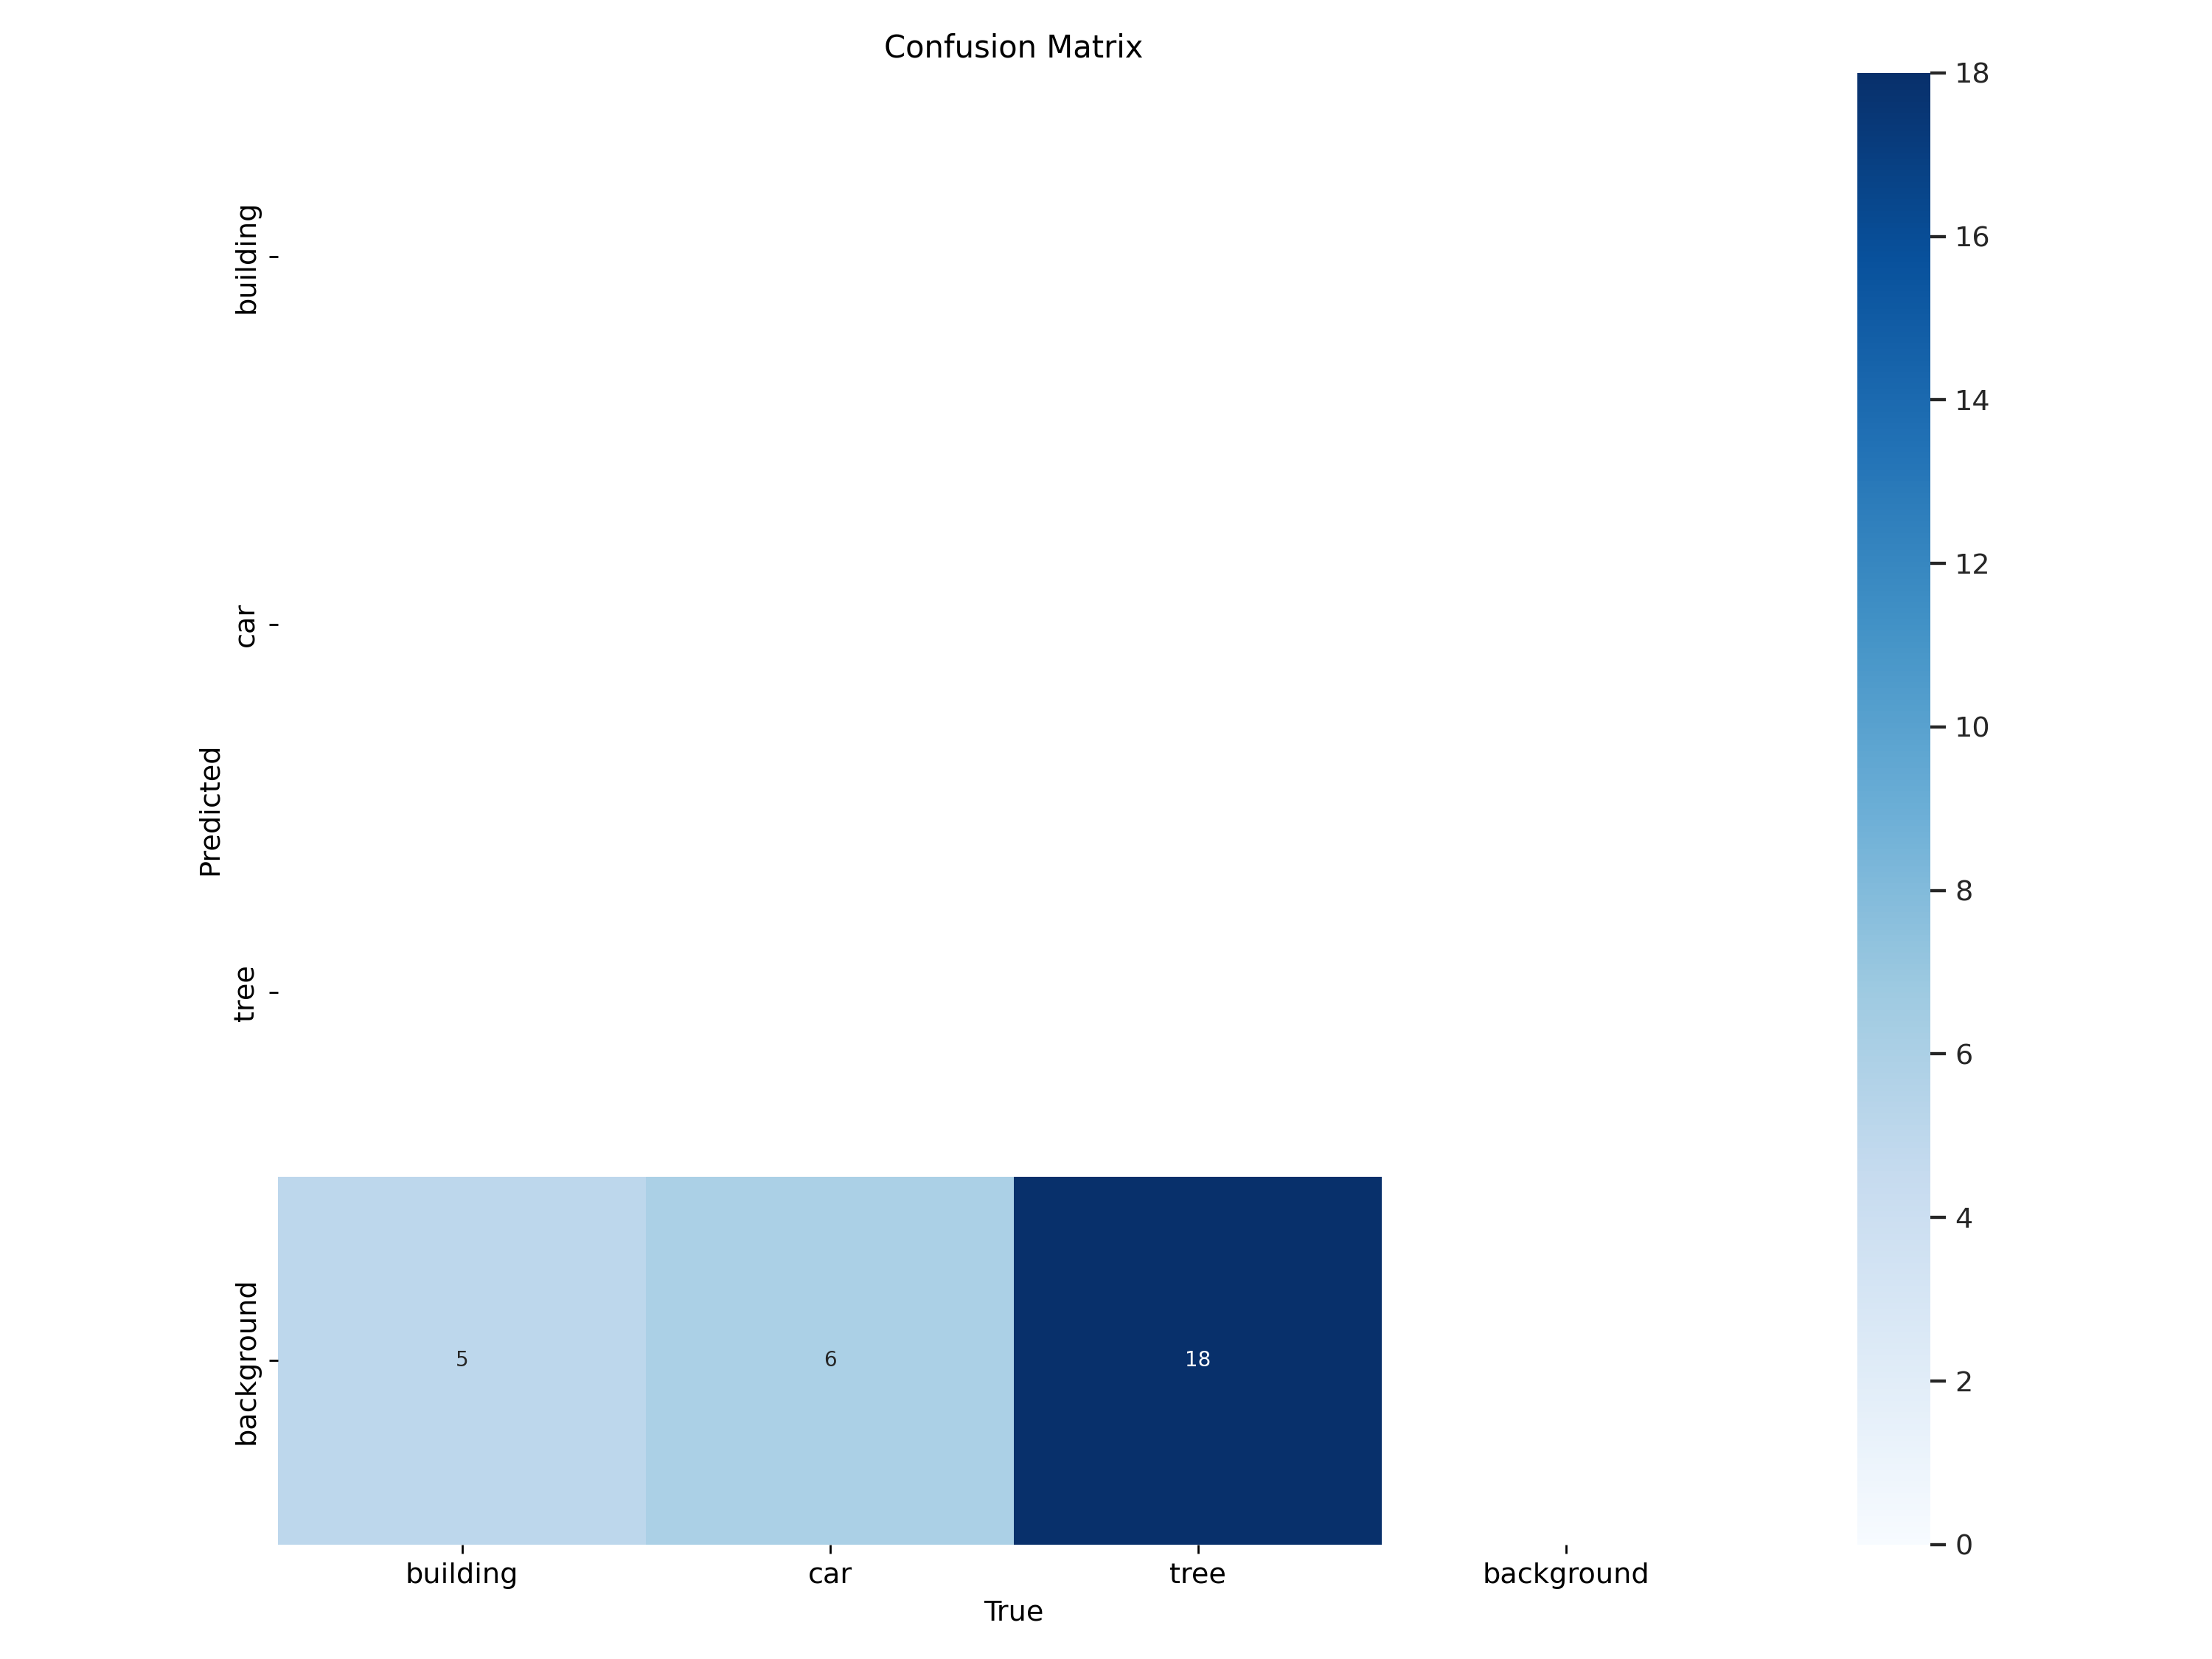 Confusion Matrix
18
16
14
12
10
8
6
4
2
0
Predicted
building
car
tree
background
5 6 18
building car tree background
True